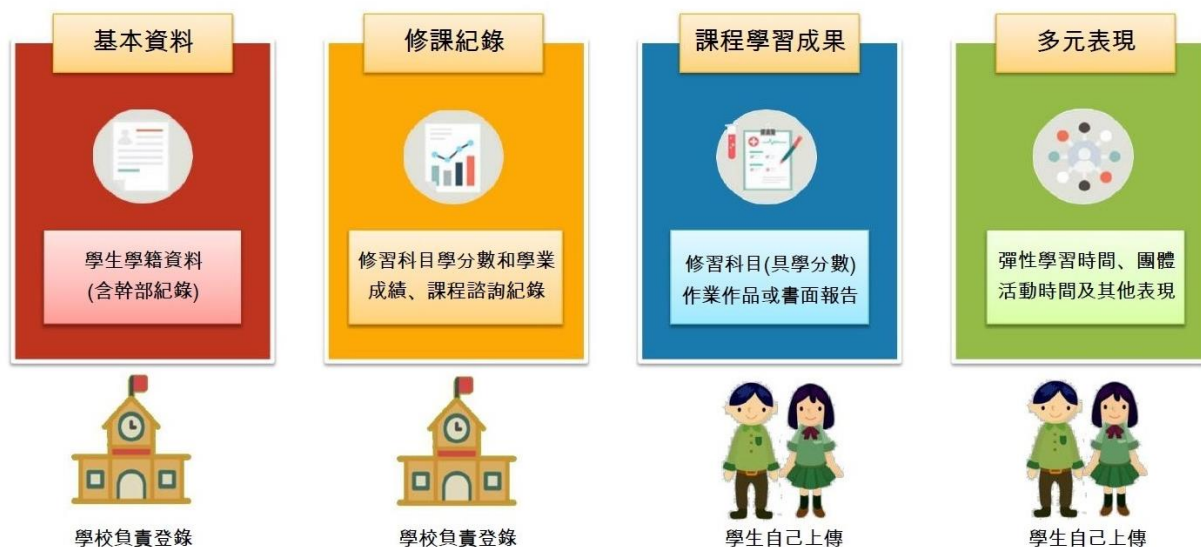 基本資料
學生學籍資料
(含幹部紀錄)
學校負責登錄
修課紀錄
修習科目學分數和學業
成績、課程諮詢紀錄
學校負責登錄
課程學習成果
修習科目(具學分數)
作業作品或書面報告
學生自己上傳
多元表現
彈性學習時間、團體
活動時間及其他表現
學生自己上傳